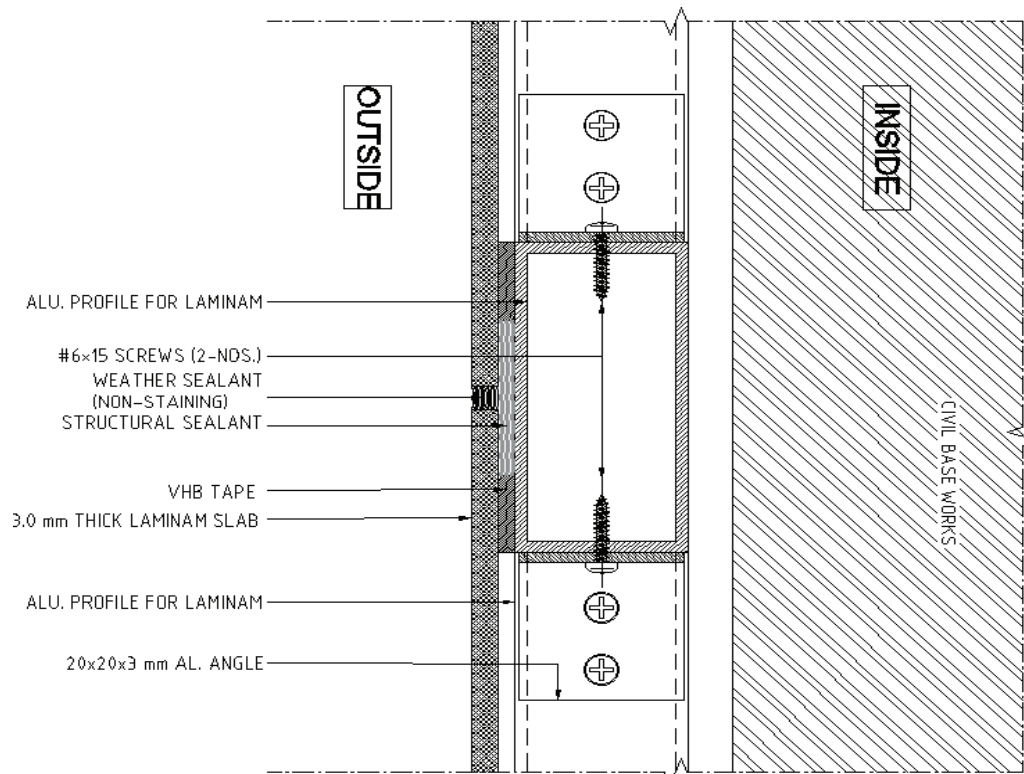 OUTSIDE
INSIDE
ALU. PROFILE FOR LAMINAM
#6x15 SCREWS (2-NOS.)
WEATHER SEALANT
(NON-STAINING)
STRUCTURAL SEALANT
VHB TAPE
3.0 mm THICK LAMINAM SLAB
ALU. PROFILE FOR LAMINAM
20x20x3 mm AL. ANGLE
CIVIL BASE WORKS